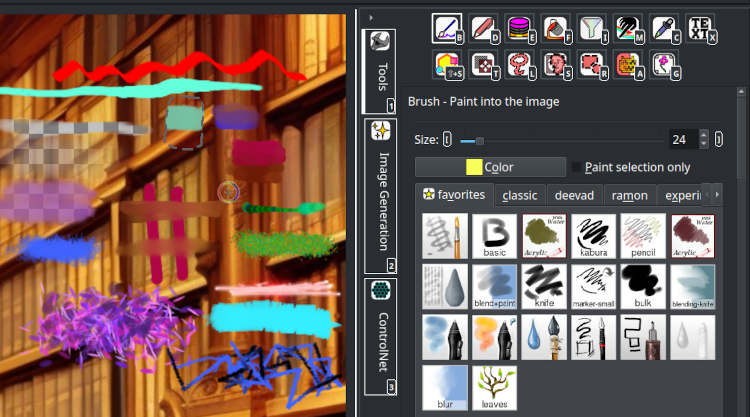 B D E F I M C TEXT X
⇧+S T L S R A G
Tools
1
Image Generation
2
ControlNet
3
Brush - Paint into the image
Size: [ 24 ]
Color Paint selection only
favorites classic deevad ramon experi
basic kabura pencil
Acrylic Acrylic
blend+paint knife marker-small bulk blending-knife
blur leaves